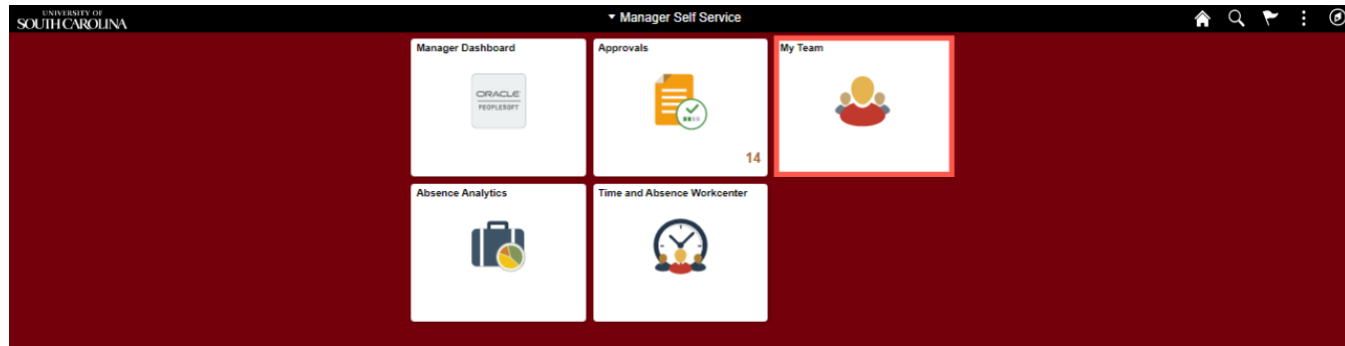 UNIVERSITY OF
SOUTH CAROLINA
Manager Self Service
Manager Dashboard
Approvals
My Team
ORACLE
PEOPLESOFT
14
Absence Analytics
Time and Absence Workcenter